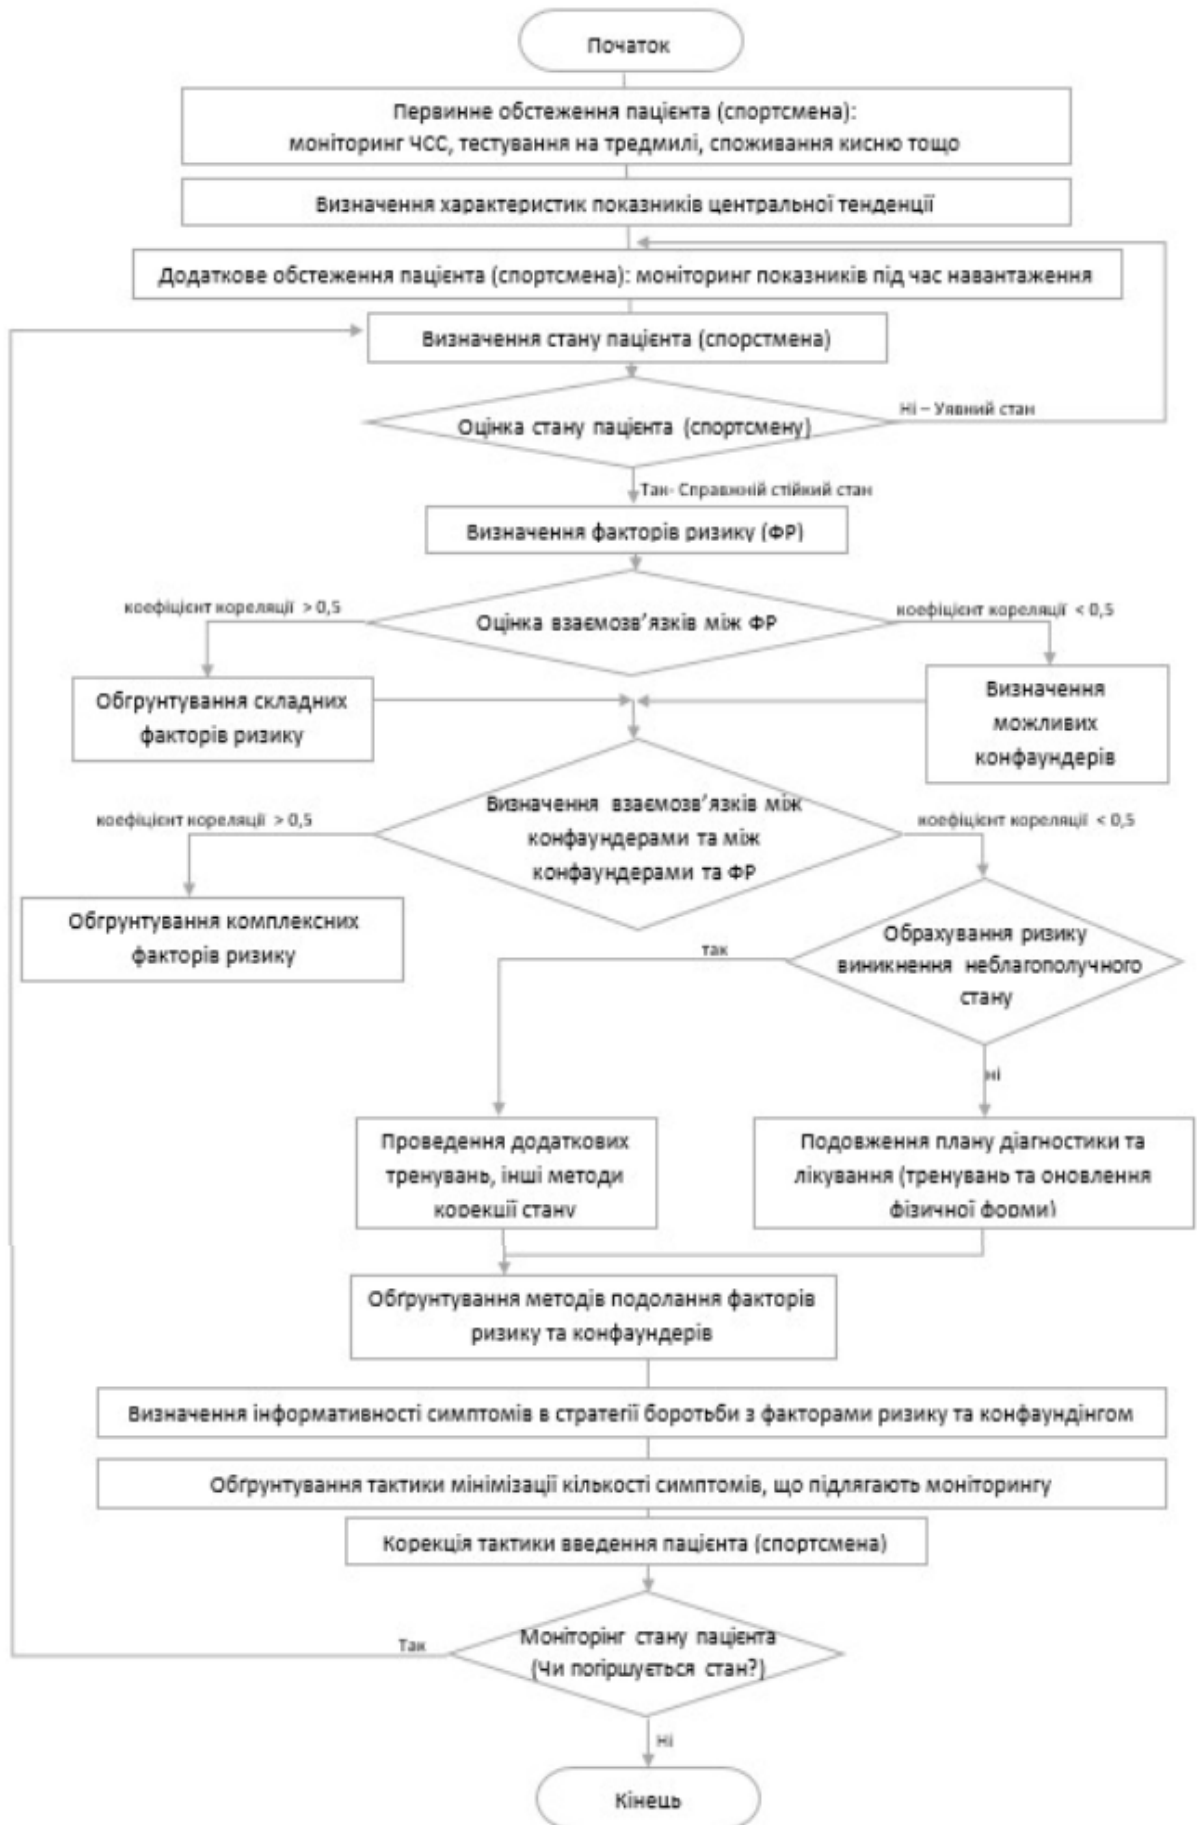 Початок
Первинне обстеження пацієнта (спортсмена):
моніторинг ЧСС, тестування на тредмилі, споживання кисню тощо
Визначення характеристик показників центральної тенденції
Додаткове обстеження пацієнта (спортсмена): моніторинг показників під час навантаження
Визначення стану пацієнта (спорстмена)
Ні – Уявний стан
Оцінка стану пацієнта (спортсмену)
Так- Справжній стійкий стан
Визначення факторів ризику (ФР)
коефіцієнт кореляції > 0,5
коефіцієнт кореляції < 0,5
Оцінка взаємозв’язків між ФР
Обгрунтування складних
факторів ризику
Визначення
можливих
конфаундерів
Визначення взаємозв’язків між
конфаундерами та між
конфаундерами та ФР
коефіцієнт кореляції > 0,5
коефіцієнт кореляції < 0,5
Обгрунтування комплексних
факторів ризику
Обрахування ризику
виникнення неблагополучного
стану
так
ні
Проведення додаткових
тренувань, інші методи
корекції стану
Подовження плану діагностики та
лікування (тренувань та оновлення
фізичної форми)
Обґрунтування методів подолання факторів
ризику та конфаундерів
Визначення інформативності симптомів в стратегії боротьби з факторами ризику та конфаундінгом
Обґрунтування тактики мінімізації кількості симптомів, що підлягають моніторингу
Корекція тактики введення пацієнта (спортсмена)
Моніторінг стану пацієнта
(Чи погіршується стан?)
Так
Ні
Кінець